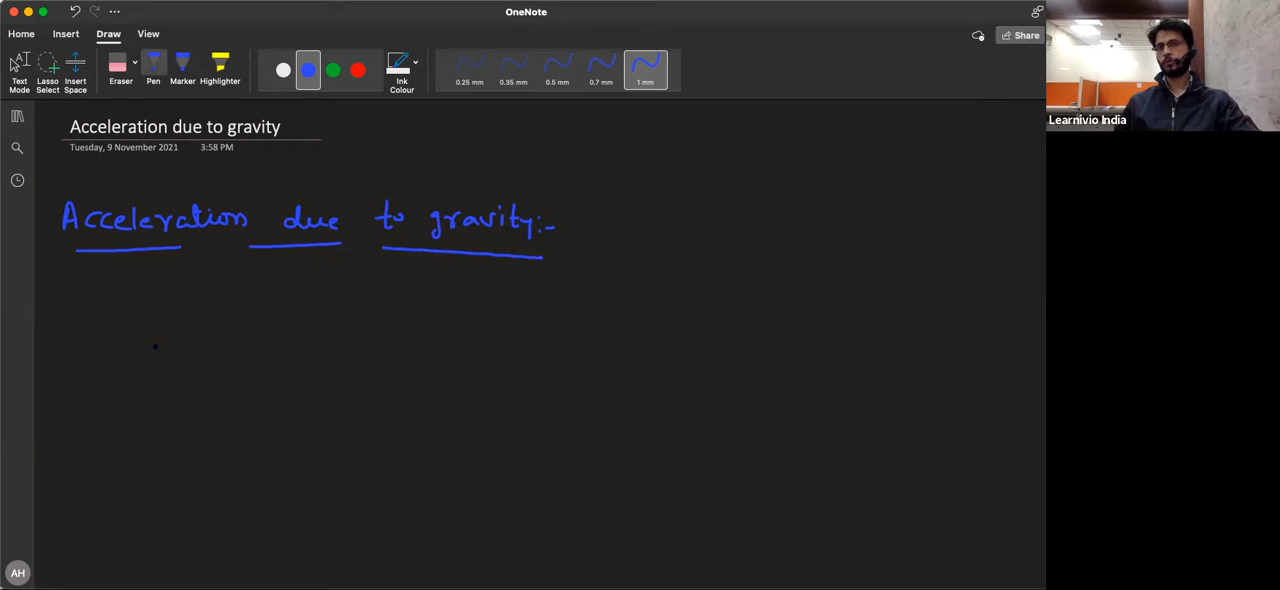 OneNote
Home Insert Draw View
Share
Text Mode
Lasso Select
Insert Space
Eraser
Pen
Marker
Highlighter
Ink Colour
0.25 mm
0.35 mm
0.5 mm
0.7 mm
1 mm
Learnivio India
Acceleration due to gravity
Tuesday, 9 November 2021 3:58 PM
Acceleration due to gravity:-
AH